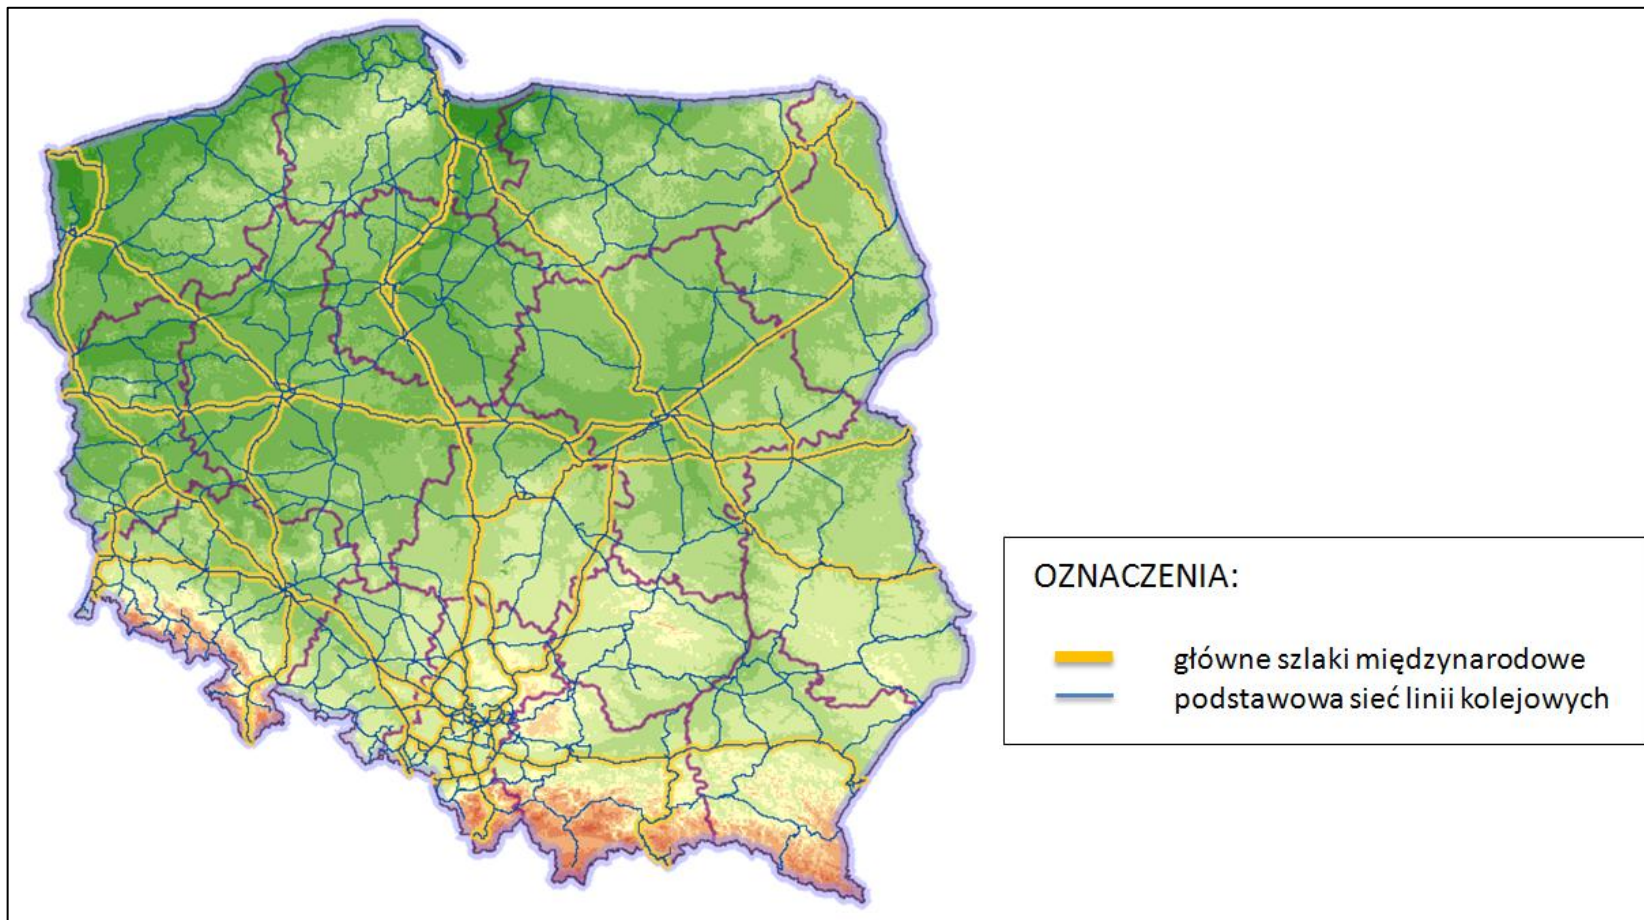 OZNACZENIA:
główne szlaki międzynarodowe
podstawowa sieć linii kolejowych